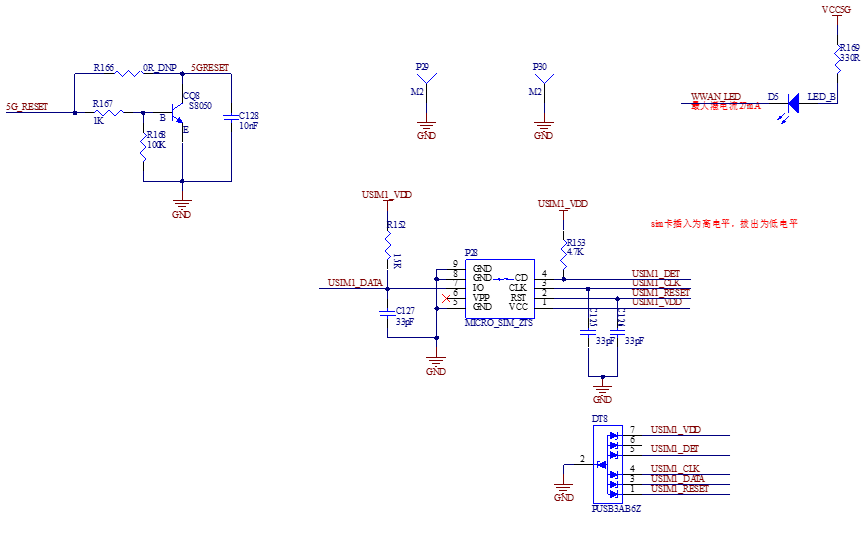 VCC5G
R169
330R
WWAN_LED
D5
LED_B
最大摇电流20mA
R166
0R_DNP
5GRESET
5G_RESET
R167
1K
CQ8
S8050
B
E
C128
10nF
R168
100K
GND
P29
M2
GND
P30
M2
GND
USIM1_VDD
R152
15K
USIM1_DATA
C127
33pF
GND
P28
9
GND
8
GND
7
I/O
6
VPP
5
GND
CD
4
CLK
3
RST
2
VCC
1
MICRO_SIM_ZTS
USIM1_VDD
R153
4.7K
USIM1_DET
USIM1_CLK
USIM1_RESET
USIM1_VDD
C125
33pF
C126
33pF
GND
sim卡插入为高电平，拔出为低电平
DT8
7
USIM1_VDD
6
5
USIM1_DET
4
USIM1_CLK
3
USIM1_DATA
1
USIM1_RESET
2
GND
PUSB3AB6Z